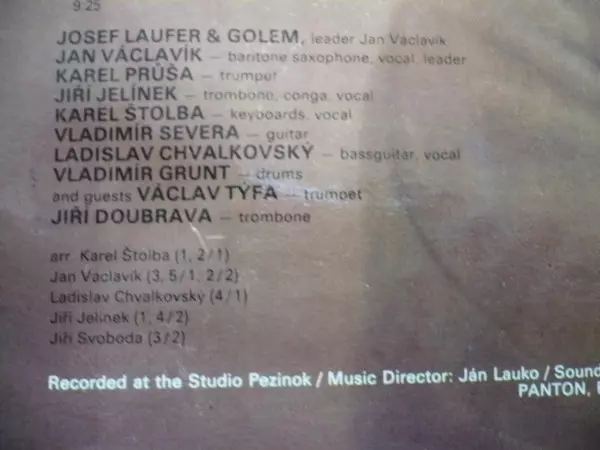 9:25
JOSEF LAUFER & GOLEM, leader Jan Václavík
JAN VÁCLAVÍK – baritone saxophone, vocal, leader
KAREL PRŮŠA – trumpet
JIŘÍ JELÍNEK – trombone, conga, vocal
KAREL ŠTOLBA – keyboards, vocal
VLADIMÍR SEVERA – guitar
LADISLAV CHVALKOVSKÝ – bassguitar, vocal
VLADIMÍR GRUNT – drums
and guests VÁCLAV TÝFA – trumpet
JIŘÍ DOUBRAVA – trombone
arr Karel Štolba (1, 2/1)
Jan Václavík (3, 5/1, 2/2)
Ladislav Chvalkovský (4/1)
Jiří Jelínek (1, 4/2)
Jiří Svoboda (3/2)
Recorded at the Studio Pezinok / Music Director: Ján Lauko / Sound
PANTON,